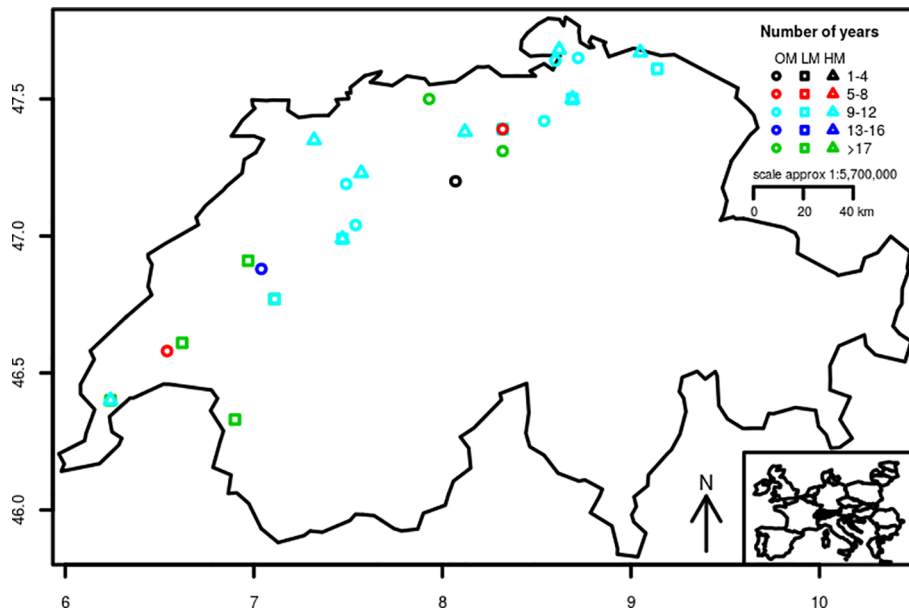 Number of years
OM LM HM
1-4
5-8
9-12
13-16
>17
scale approx 1:5,700,000
0 20 40 km
47.5
47.0
46.5
46.0
N
6 7 8 9 10